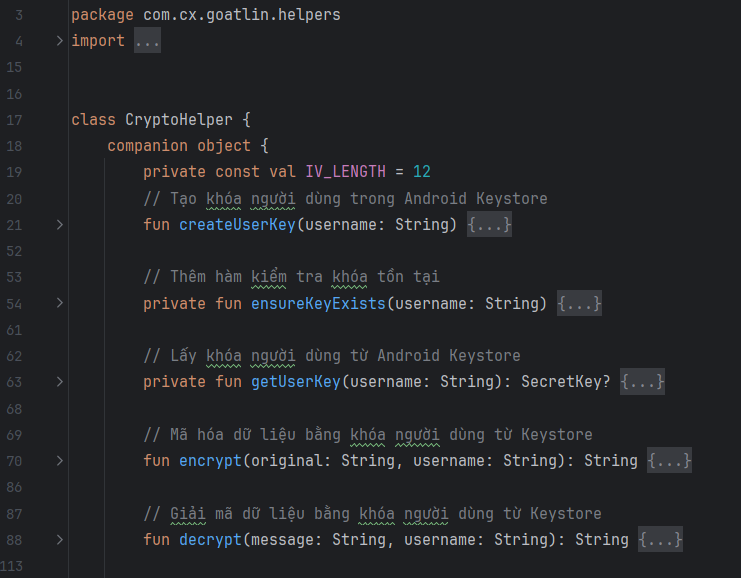 3 package com.cx.goatlin.helpers
4 import ...
15
16
17 class CryptoHelper {
18 companion object {
19 private const val IV_LENGTH = 12
20 // Tạo khóa người dùng trong Android Keystore
21 fun createUserKey(username: String) {...}
52
53 // Thêm hàm kiểm tra khóa tồn tại
54 private fun ensureKeyExists(username: String) {...}
61
62 // Lấy khóa người dùng từ Android Keystore
63 private fun getUserKey(username: String): SecretKey? {...}
68
69 // Mã hóa dữ liệu bằng khóa người dùng từ Keystore
70 fun encrypt(original: String, username: String): String {...}
86
87 // Giải mã dữ liệu bằng khóa người dùng từ Keystore
88 fun decrypt(message: String, username: String): String {...}
113